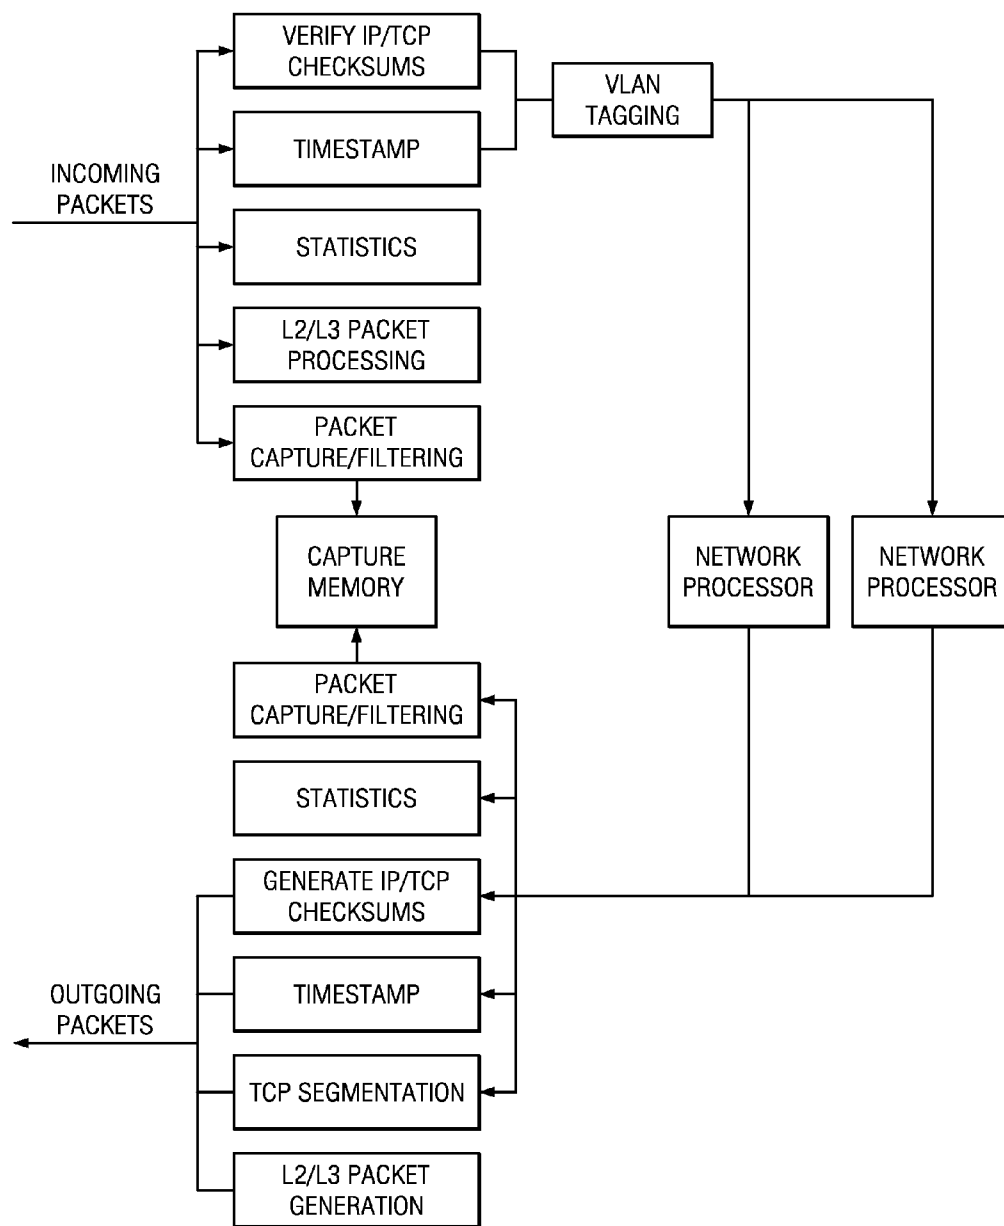 VERIFY IP/TCP
CHECKSUMS
VLAN
TAGGING
TIMESTAMP
INCOMING
PACKETS
STATISTICS
L2/L3 PACKET
PROCESSING
PACKET
CAPTURE/FILTERING
CAPTURE
MEMORY
NETWORK
PROCESSOR
NETWORK
PROCESSOR
PACKET
CAPTURE/FILTERING
STATISTICS
GENERATE IP/TCP
CHECKSUMS
TIMESTAMP
OUTGOING
PACKETS
TCP SEGMENTATION
L2/L3 PACKET
GENERATION